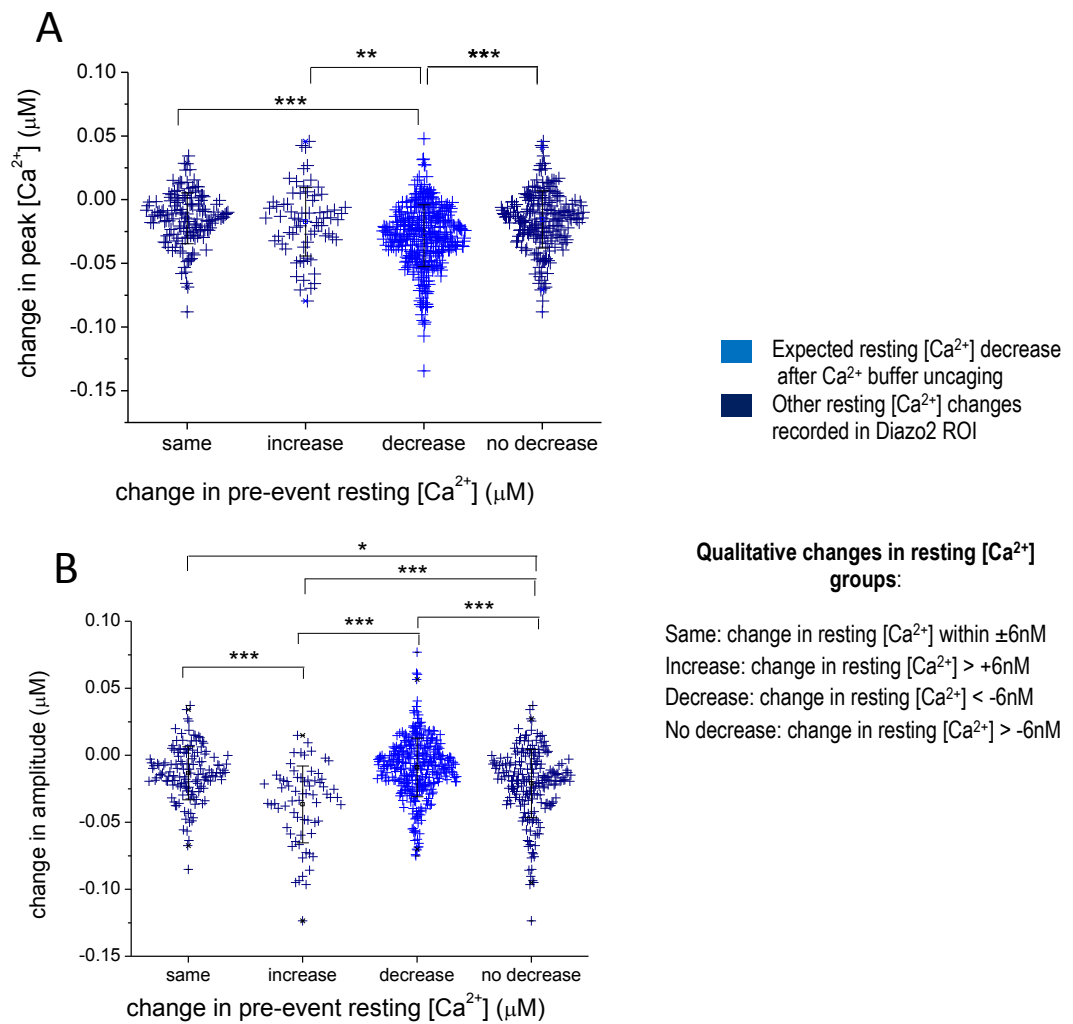 A
**
***
***
0.10
0.05
0.00
-0.05
-0.10
-0.15
change in peak [Ca²⁺] (μM)
same increase decrease no decrease
change in pre-event resting [Ca²⁺] (μM)
Expected resting [Ca²⁺] decrease
after Ca²⁺ buffer uncaging
Other resting [Ca²⁺] changes
recorded in Diazo2 ROI
B
*
***
***
***
***
0.10
0.05
0.00
-0.05
-0.10
-0.15
change in amplitude (μM)
same increase decrease no decrease
change in pre-event resting [Ca²⁺] (μM)
Qualitative changes in resting [Ca²⁺]
groups:
Same: change in resting [Ca²⁺] within ±6nM
Increase: change in resting [Ca²⁺] > +6nM
Decrease: change in resting [Ca²⁺] < -6nM
No decrease: change in resting [Ca²⁺] > -6nM